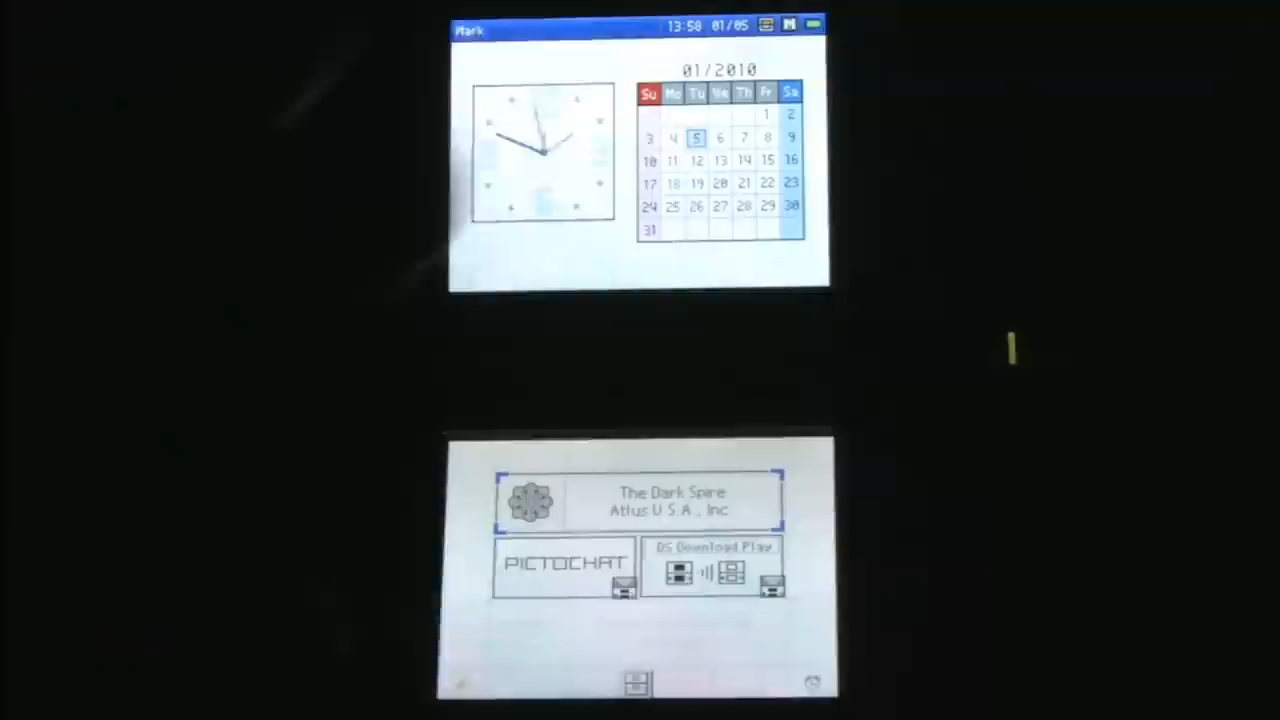 Mark 13:58 01/05 M
01/2010
Su Mo Tu We Th Fr Sa
1 2
3 4 5 6 7 8 9
10 11 12 13 14 15 16
17 18 19 20 21 22 23
24 25 26 27 28 29 30
31
The Dark Spire
Atlus U.S.A., Inc.
PICTOCHAT
DS Download Play